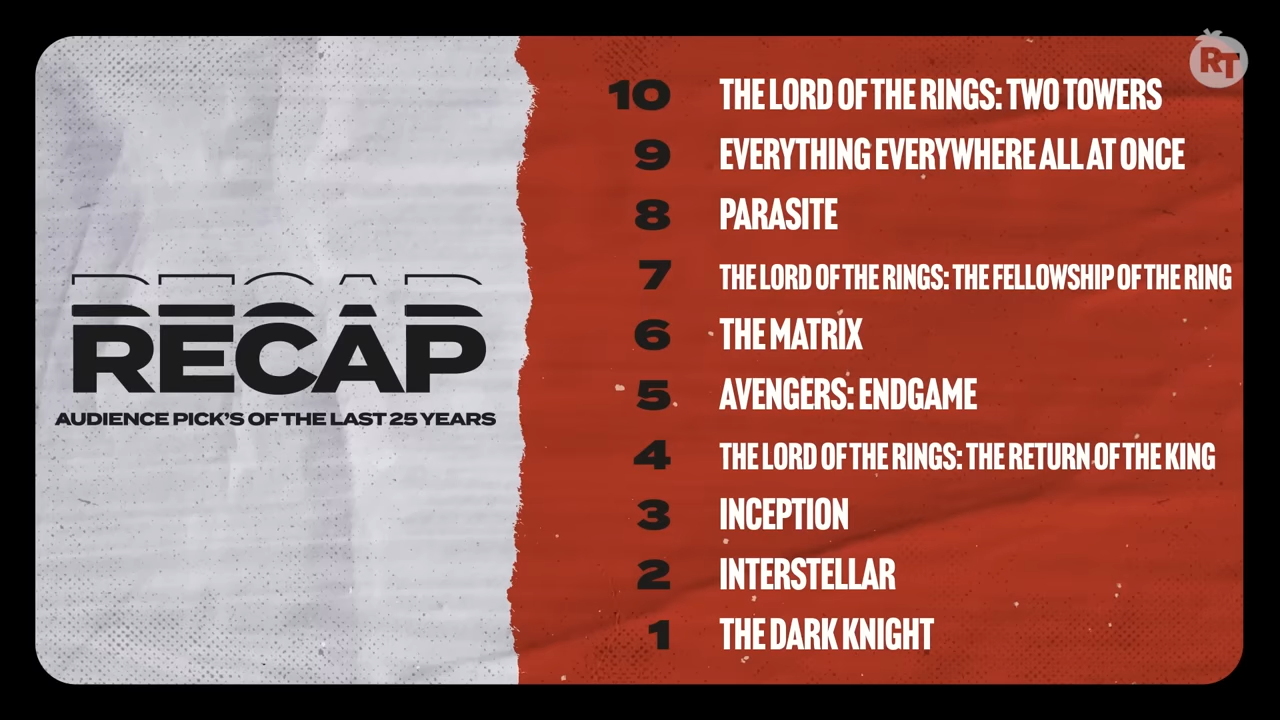 RT
RECAP
AUDIENCE PICK'S OF THE LAST 25 YEARS
10 THE LORD OF THE RINGS: TWO TOWERS
9 EVERYTHING EVERYWHERE ALL AT ONCE
8 PARASITE
7 THE LORD OF THE RINGS: THE FELLOWSHIP OF THE RING
6 THE MATRIX
5 AVENGERS: ENDGAME
4 THE LORD OF THE RINGS: THE RETURN OF THE KING
3 INCEPTION
2 INTERSTELLAR
1 THE DARK KNIGHT